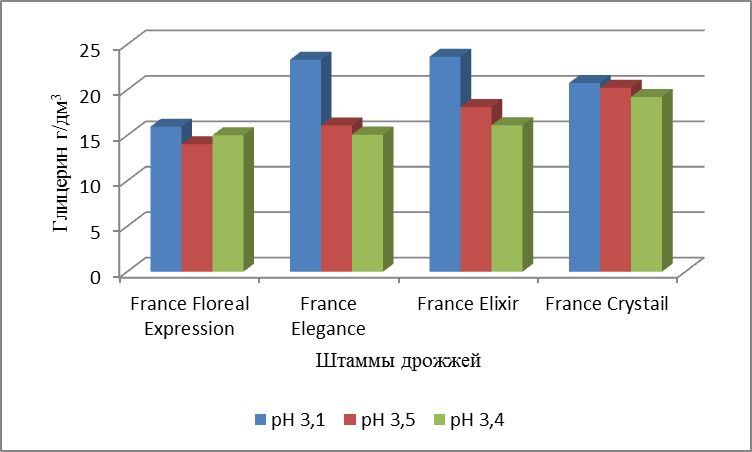 Глицерин г/дм³
25
20
15
10
5
0
France Floreal
Expression
France
Elegance
France Elixir
France Crystail
Штаммы дрожжей
pH 3,1
pH 3,5
pH 3,4